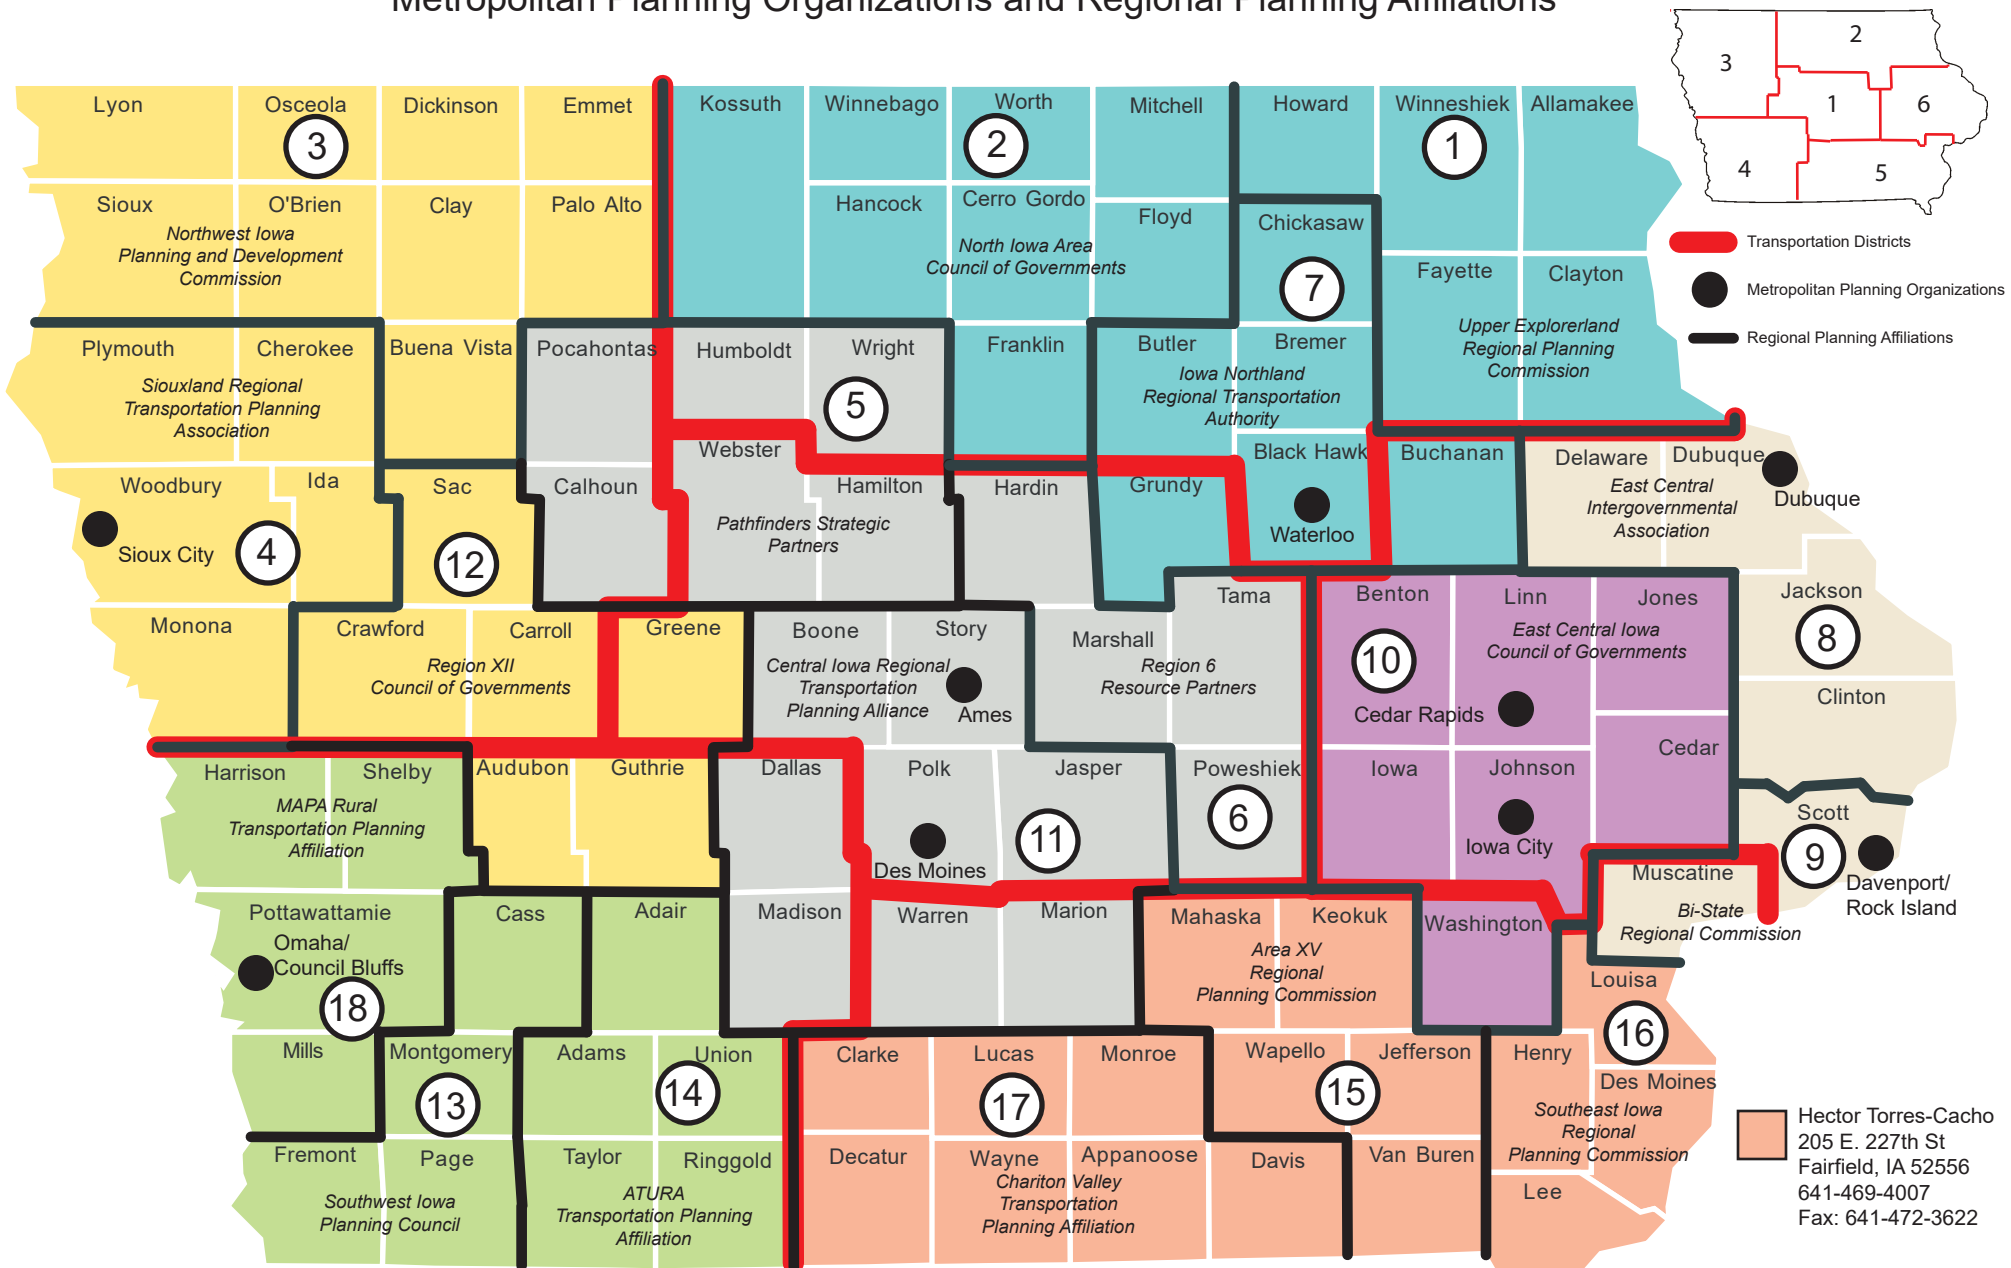 Metropolitan Planning Organizations and Regional Planning Affiliations
3
2
1
6
4
5
Transportation Districts
Metropolitan Planning Organizations
Regional Planning Affiliations
Lyon
Osceola
Dickinson
Emmet
Kossuth
Winnebago
Worth
Mitchell
Howard
Winneshiek
Allamakee
3
2
1
Sioux
O'Brien
Clay
Palo Alto
Hancock
Cerro Gordo
Floyd
Chickasaw
Northwest Iowa
Planning and Development
Commission
North Iowa Area
Council of Governments
7
Fayette
Clayton
Upper Explorerland
Regional Planning
Commission
Plymouth
Cherokee
Buena Vista
Pocahontas
Humboldt
Wright
Franklin
Butler
Bremer
Siouxland Regional
Transportation Planning
Association
5
Iowa Northland
Regional Transportation
Authority
Woodbury
Ida
Sac
Calhoun
Webster
Hamilton
Hardin
Grundy
Black Hawk
Buchanan
Delaware
Dubuque
Dubuque
East Central
Intergovernmental
Association
Sioux City
4
12
Pathfinders Strategic
Partners
Waterloo
Monona
Crawford
Carroll
Greene
Boone
Story
Marshall
Tama
Benton
Linn
Jones
Jackson
Region XII
Council of Governments
Central Iowa Regional
Transportation
Planning Alliance
Ames
Region 6
Resource Partners
10
East Central Iowa
Council of Governments
8
Cedar Rapids
Clinton
Harrison
Shelby
Audubon
Guthrie
Dallas
Polk
Jasper
Poweshiek
Iowa
Johnson
Cedar
MAPA Rural
Transportation Planning
Affiliation
Des Moines
11
6
Iowa City
Scott
9
Davenport/
Rock Island
Muscatine
Bi-State
Regional Commission
Pottawattamie
Omaha/
Council Bluffs
18
Cass
Adair
Madison
Warren
Marion
Mahaska
Keokuk
Washington
Area XV
Regional
Planning Commission
Louisa
16
Mills
Montgomery
Adams
Union
Clarke
Lucas
Monroe
Wapello
Jefferson
Henry
Des Moines
13
14
17
15
Southeast Iowa
Regional
Planning Commission
Fremont
Page
Taylor
Ringgold
Decatur
Wayne
Appanoose
Davis
Van Buren
Lee
Southwest Iowa
Planning Council
ATURA
Transportation Planning
Affiliation
Chariton Valley
Transportation
Planning Affiliation
Hector Torres-Cacho
205 E. 227th St
Fairfield, IA 52556
641-469-4007
Fax: 641-472-3622